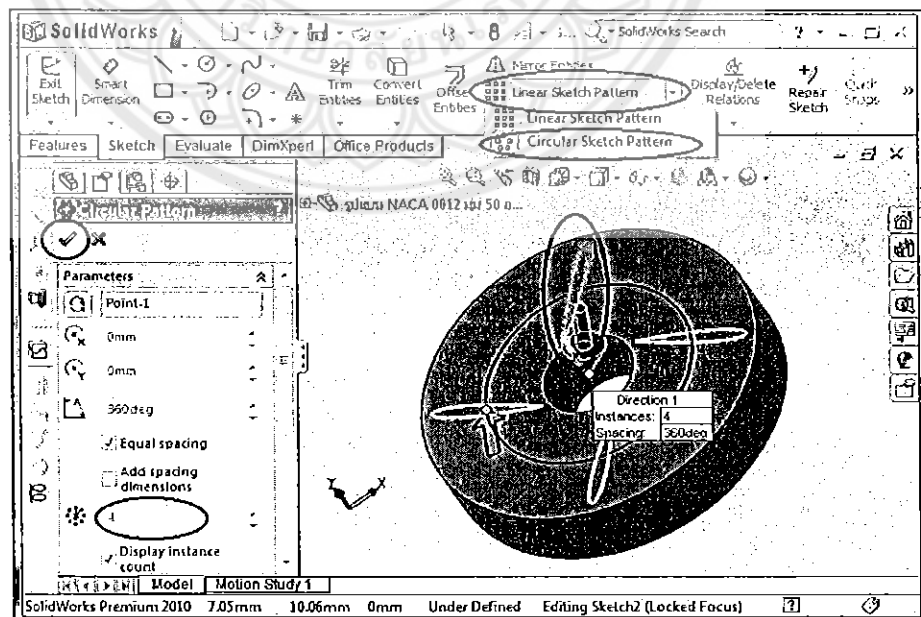 SolidWorks
SolidWorks Search
Exit Sketch
Smart Dimension
Trim Entities
Convert Entities
Offset Entities
Mirror Entities
Linear Sketch Pattern
Linear Sketch Pattern
Circular Sketch Pattern
Display/Delete Relations
Repair Sketch
Quick Snaps
Features Sketch Evaluate DimXpert Office Products
Circular Pattern
NACA 0012
50
Parameters
Point-1
0mm
0mm
360deg
Equal spacing
Add spacing
dimensions
4
Display instance
count
Direction 1
Instances: 4
Spacing: 360deg
Y X
Model Motion Study 1
SolidWorks Premium 2010 7.05mm 10.06mm 0mm Under Defined Editing Sketch2 (Locked Focus)